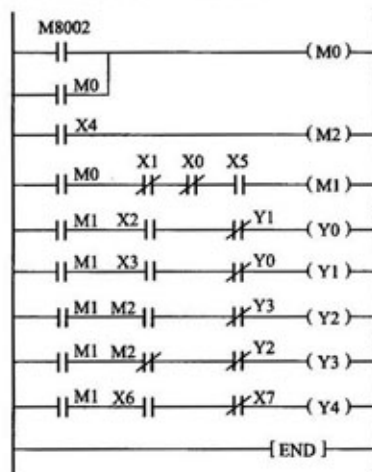 M8002
(M0)
M0
X4
(M2)
M0 X1 X0 X5 (M1)
M1 X2 Y1 (Y0)
M1 X3 Y0 (Y1)
M1 M2 Y3 (Y2)
M1 M2 Y2 (Y3)
M1 X6 X7 (Y4)
[END]